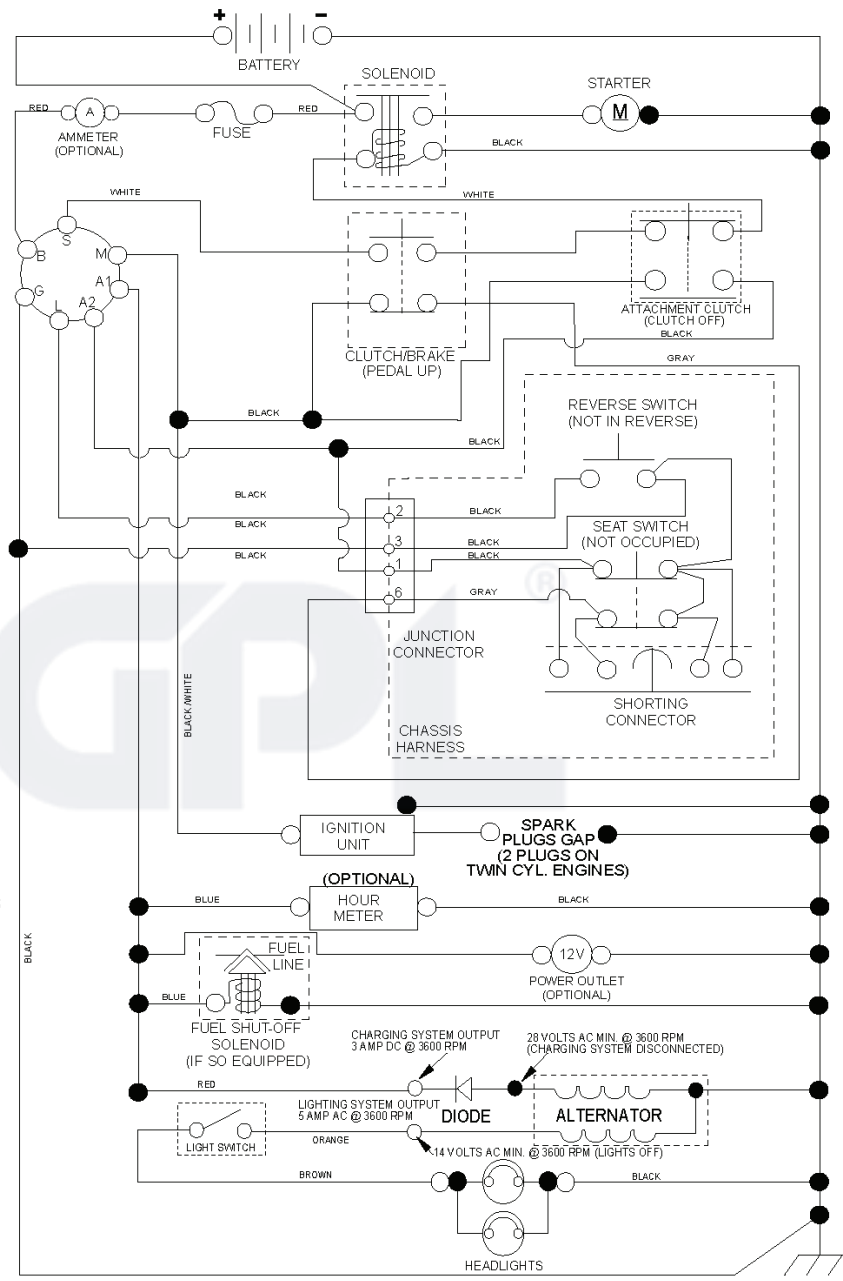 + -
BATTERY
SOLENOID
STARTER
RED
A
AMMETER
(OPTIONAL)
FUSE
RED
M
BLACK
WHITE
WHITE
S
B
M
A1
G
L
A2
CLUTCH/BRAKE
(PEDAL UP)
ATTACHMENT CLUTCH
(CLUTCH OFF)
BLACK
GRAY
BLACK
BLACK
REVERSE SWITCH
(NOT IN REVERSE)
BLACK
2
BLACK
BLACK
SEAT SWITCH
(NOT OCCUPIED)
3
BLACK
BLACK
BLACK
1
6
GRAY
®
JUNCTION
CONNECTOR
SHORTING
CONNECTOR
CHASSIS
HARNESS
BLACK/WHITE
GPL
IGNITION
UNIT
SPARK
PLUGS GAP
(2 PLUGS ON
TWIN CYL. ENGINES)
(OPTIONAL)
BLUE
HOUR
METER
BLACK
BLACK
FUEL
LINE
12V
POWER OUTLET
(OPTIONAL)
BLUE
FUEL SHUT-OFF
SOLENOID
(IF SO EQUIPPED)
CHARGING SYSTEM OUTPUT
3 AMP DC @ 3600 RPM
28 VOLTS AC MIN. @ 3600 RPM
(CHARGING SYSTEM DISCONNECTED)
RED
LIGHTING SYSTEM OUTPUT
5 AMP AC @ 3600 RPM
DIODE
ALTERNATOR
LIGHT SWITCH
ORANGE
14 VOLTS AC MIN. @ 3600 RPM (LIGHTS OFF)
BROWN
BLACK
HEADLIGHTS